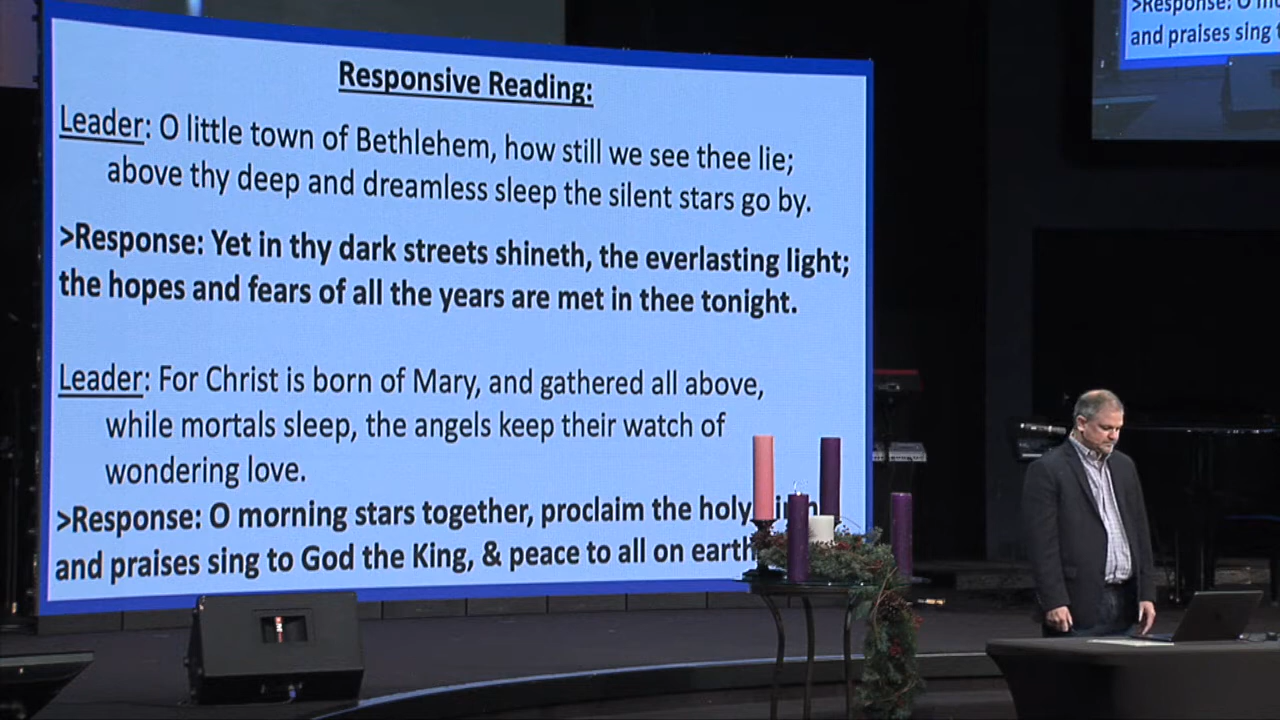 Responsive Reading:
Leader: O little town of Bethlehem, how still we see thee lie;
above thy deep and dreamless sleep the silent stars go by.
>Response: Yet in thy dark streets shineth, the everlasting light;
the hopes and fears of all the years are met in thee tonight.
Leader: For Christ is born of Mary, and gathered all above,
while mortals sleep, the angels keep their watch of
wondering love.
>Response: O morning stars together, proclaim the holy
and praises sing to God the King, & peace to all on earth
>Response: O
and praises sing